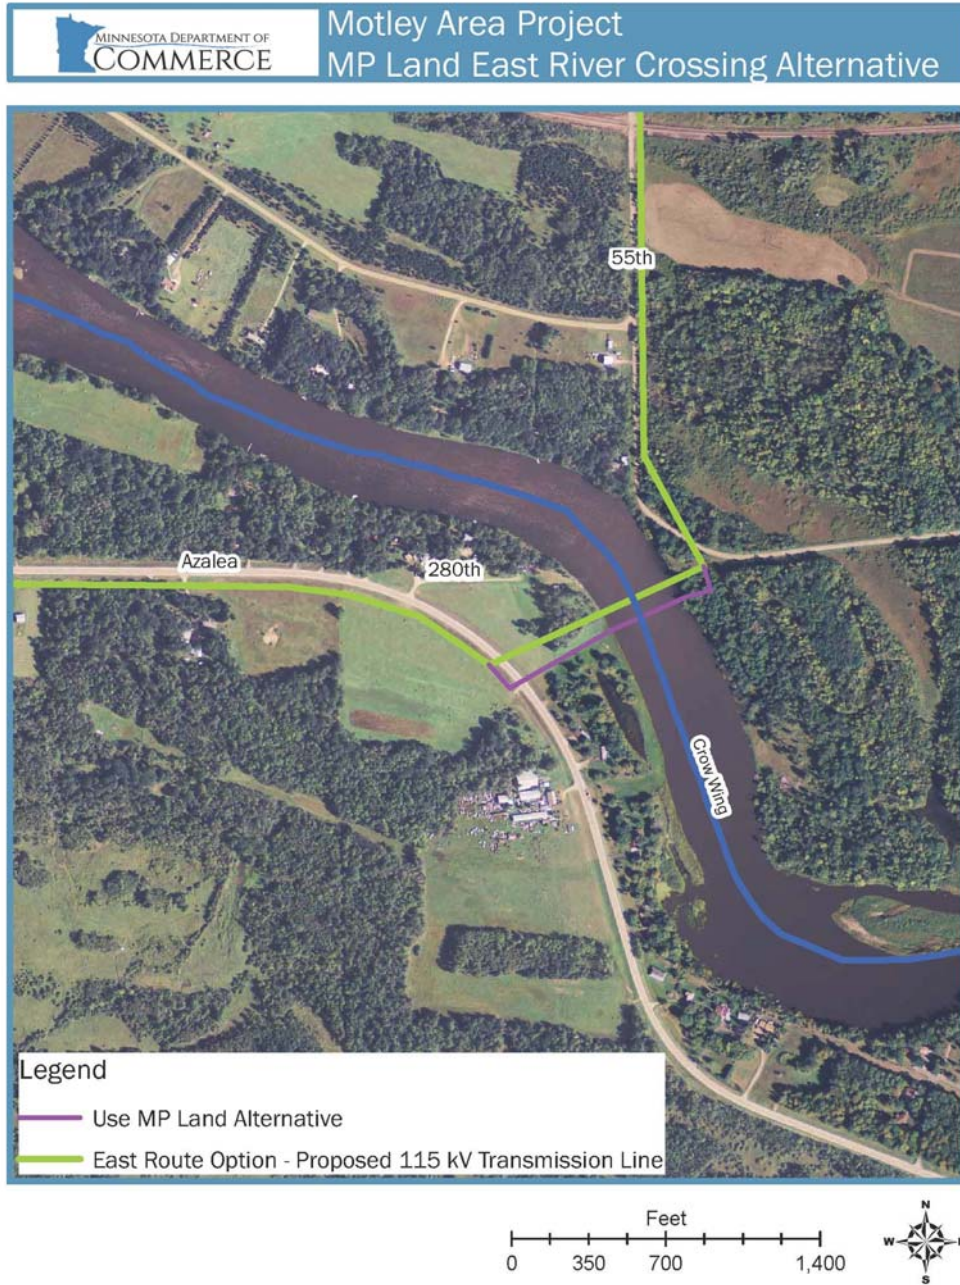 MINNESOTA DEPARTMENT OF
COMMERCE
Motley Area Project
MP Land East River Crossing Alternative
55th
Azalea
280th
Crow Wing
Legend
Use MP Land Alternative
East Route Option - Proposed 115 kV Transmission Line
Feet
0 350 700 1,400
N
W
S